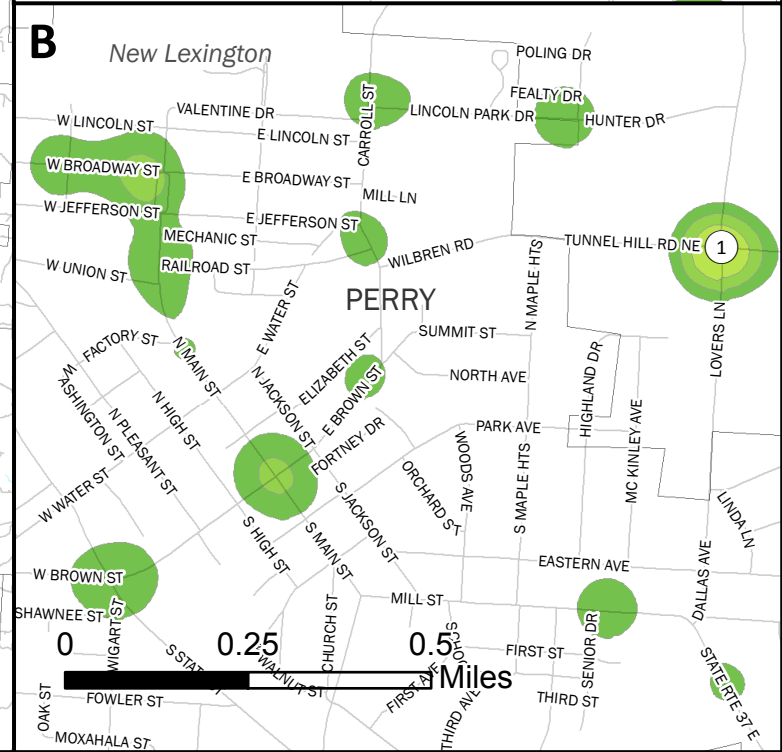 B
New Lexington
POLING DR
FEALTY DR
VALENTINE DR
CARROLL ST
LINCOLN PARK DR
HUNTER DR
W LINCOLN ST
E LINCOLN ST
W BROADWAY ST
E BROADWAY ST
MILL LN
W JEFFERSON ST
E JEFFERSON ST
MECHANIC ST
WILBREN RD
TUNNEL HILL RD NE
1
W UNION ST
RAILROAD ST
N MAPLE HTS
PERRY
E WATER ST
LOVERS LN
SUMMIT ST
W FACTORY ST
N MAIN ST
ELIZABETH ST
HIGHLAND DR
NORTH AVE
E BROWN ST
N JACKSON ST
ASHINGTON ST
N PLEASANT ST
N HIGH ST
MC KINLEY AVE
FORTNEY DR
PARK AVE
WOODS AVE
ORCHARD ST
S MAPLE HTS
W WATER ST
LINDA LN
S JACKSON ST
S HIGH ST
S MAIN ST
EASTERN AVE
DALLAS AVE
W BROWN ST
MILL ST
SHAWNEE ST
WIGART ST
CHURCH ST
SCHOO
SENIOR DR
0 0.25 0.5
Miles
S STATE ST
WALNUT ST
FIRST ST
STATE RTE 37 E
FIRST AVE
OAK ST
FOWLER ST
THIRD AVE
THIRD ST
MOXAHALA ST